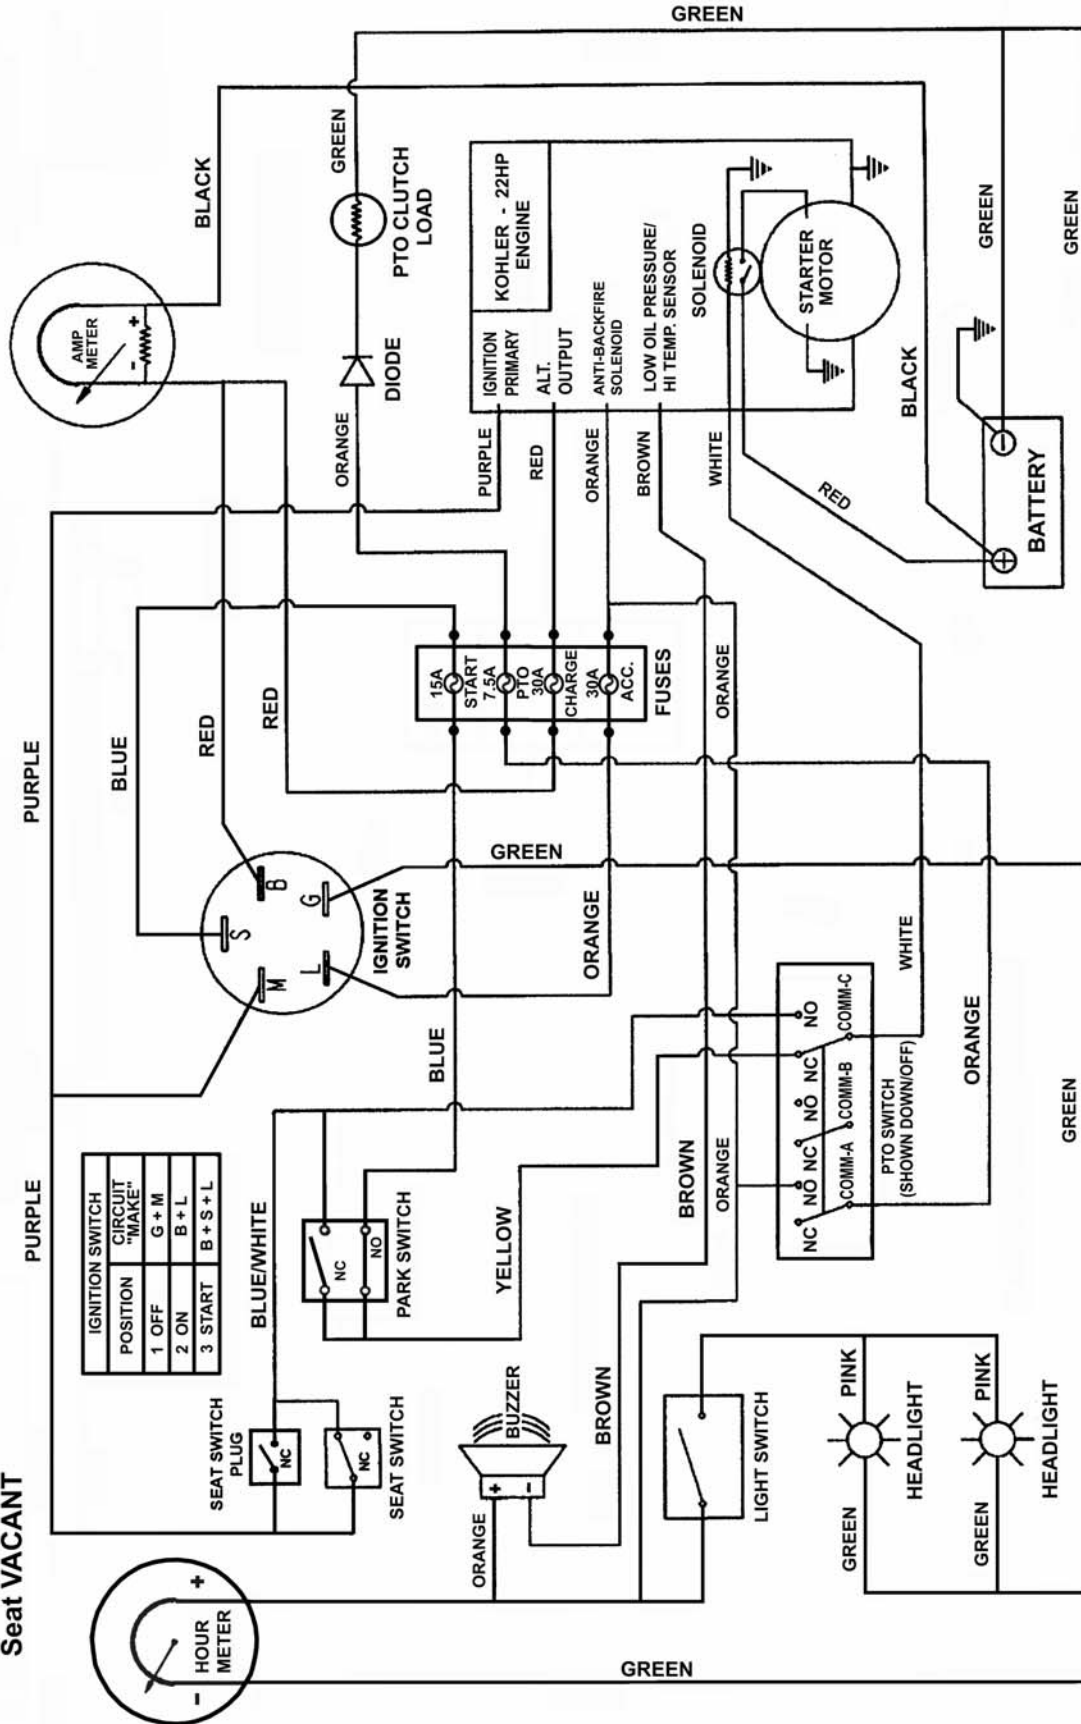 GREEN
BLACK
GREEN
PTO CLUTCH
LOAD
DIODE
ORANGE
AMP
METER
-
+
KOHLER - 22HP
ENGINE
IGNITION
PRIMARY
ALT.
OUTPUT
ANTI-BACKFIRE
SOLENOID
LOW OIL PRESSURE/
HI TEMP. SENSOR
SOLENOID
STARTER
MOTOR
PURPLE
RED
ORANGE
BROWN
WHITE
RED
BLACK
GREEN
GREEN
BATTERY
+
-
15A
START
7.5A
PTO
30A
CHARGE
30A
ACC.
FUSES
ORANGE
PURPLE
BLUE
RED
RED
S
B
M
G
L
IGNITION
SWITCH
GREEN
ORANGE
BLUE
WHITE
ORANGE
GREEN
PURPLE
IGNITION SWITCH
POSITION
CIRCUIT
"MAKE"
1 OFF
G + M
2 ON
B + L
3 START
B + S + L
BLUE/WHITE
NC
NO
PARK SWITCH
YELLOW
BROWN
ORANGE
NC
NO
NC
NO
NC
NO
COMM-A
COMM-B
COMM-C
PTO SWITCH
(SHOWN DOWN/OFF)
SEAT SWITCH
PLUG
NC
NC
SEAT SWITCH
BUZZER
+
-
ORANGE
BROWN
LIGHT SWITCH
PINK
HEADLIGHT
GREEN
PINK
HEADLIGHT
GREEN
Seat VACANT
HOUR
METER
-
+
GREEN